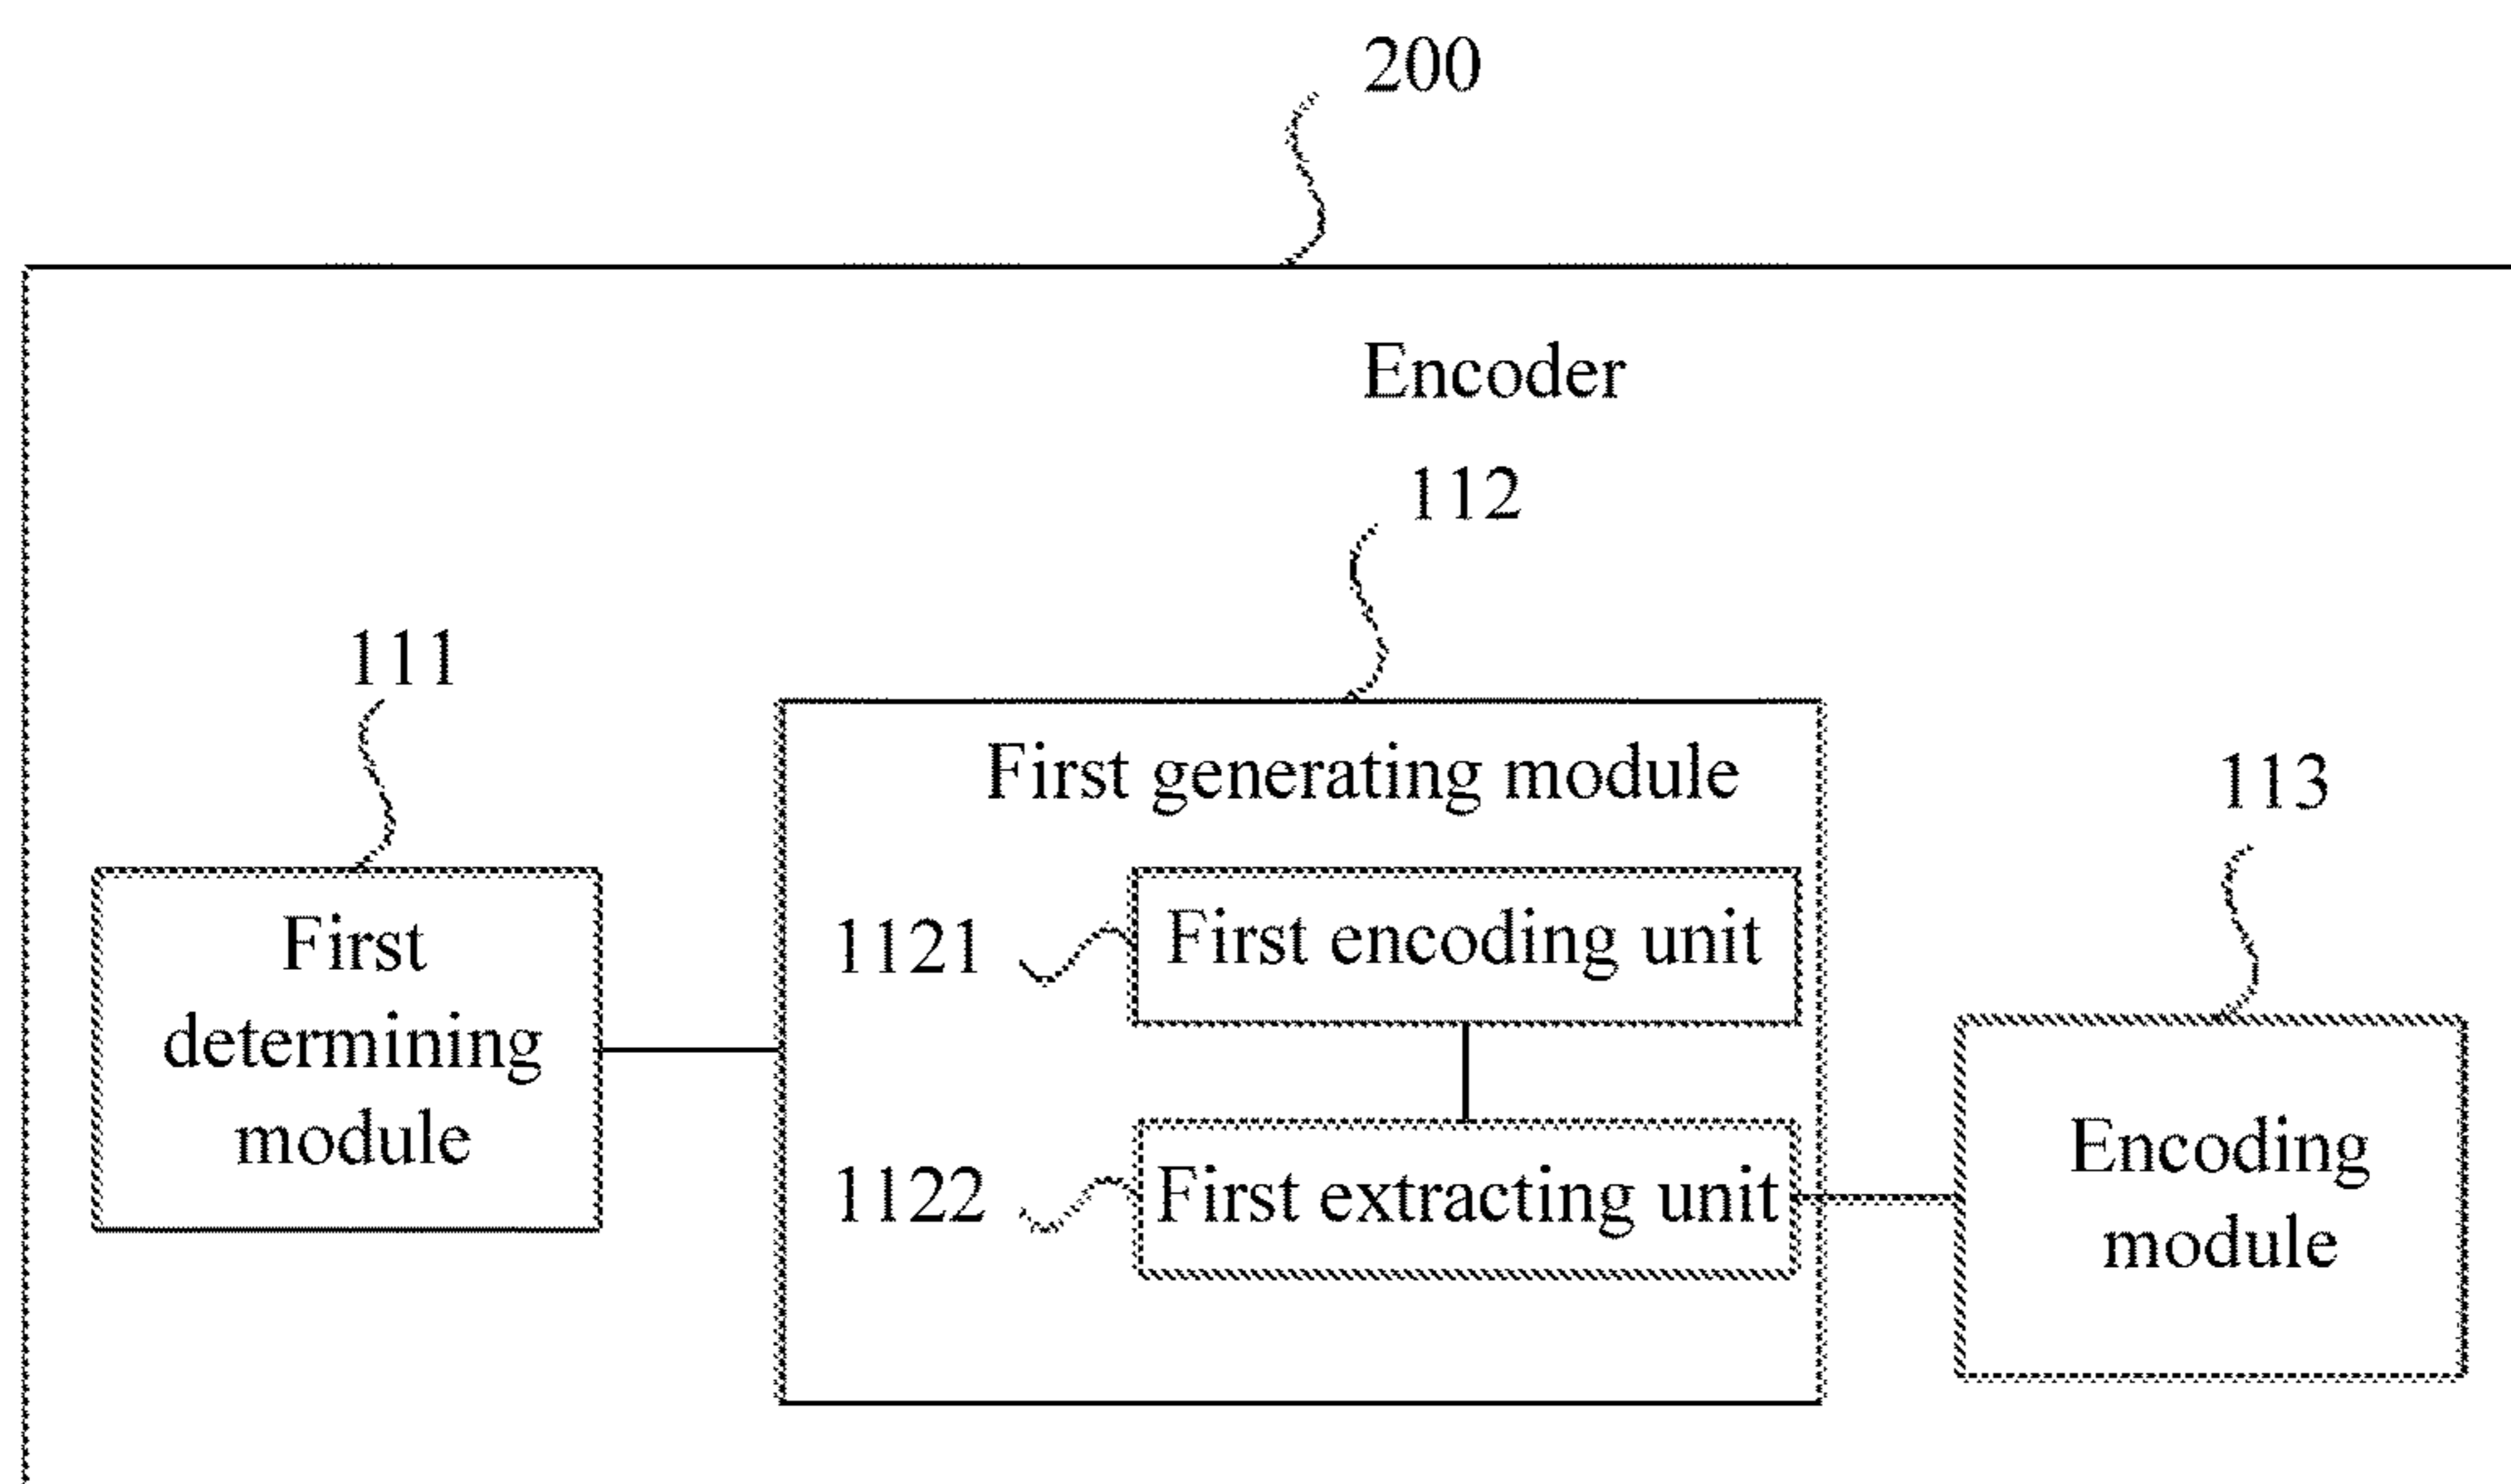 200
Encoder
112
111
First generating module
113
1121
First encoding unit
First
determining
module
1122
First extracting unit
Encoding
module